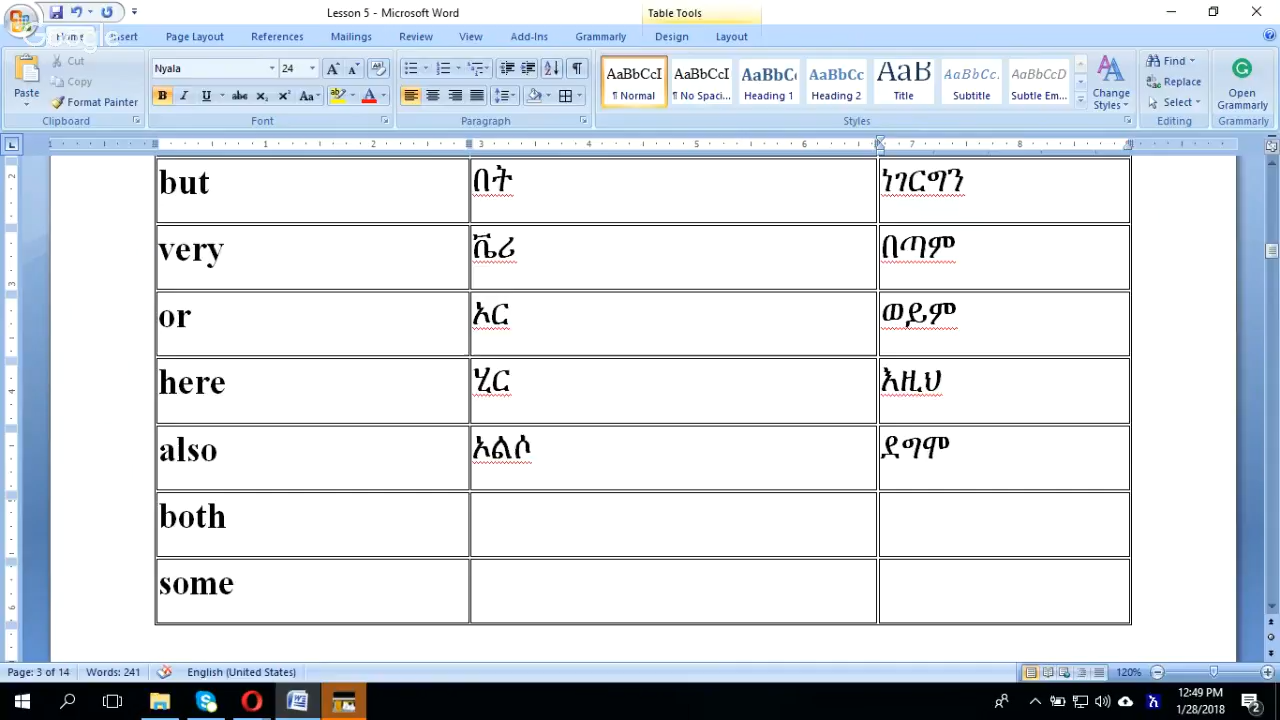 Lesson 5 - Microsoft Word
Table Tools
Home Insert Page Layout References Mailings Review View Add-Ins Grammarly Design Layout
Paste
Cut
Copy
Format Painter
Nyala 24
AaBbCcI AaBbCcI AaBbCc AaBbCc AaB AaBbCc. AaBbCcD
¶ Normal ¶ No Spaci... Heading 1 Heading 2 Title Subtitle Subtle Em...
Change Styles
Find
Replace
Select
Open Grammarly
Clipboard Font Paragraph Styles Editing Grammarly
but በት ነገርግን
very ቬሪ በጣም
or ኦር ወይም
here ሂር እዚህ
also ኦልሶ ደግሞ
both
some
Page: 3 of 14 Words: 241 English (United States) 120%
12:49 PM
1/28/2018